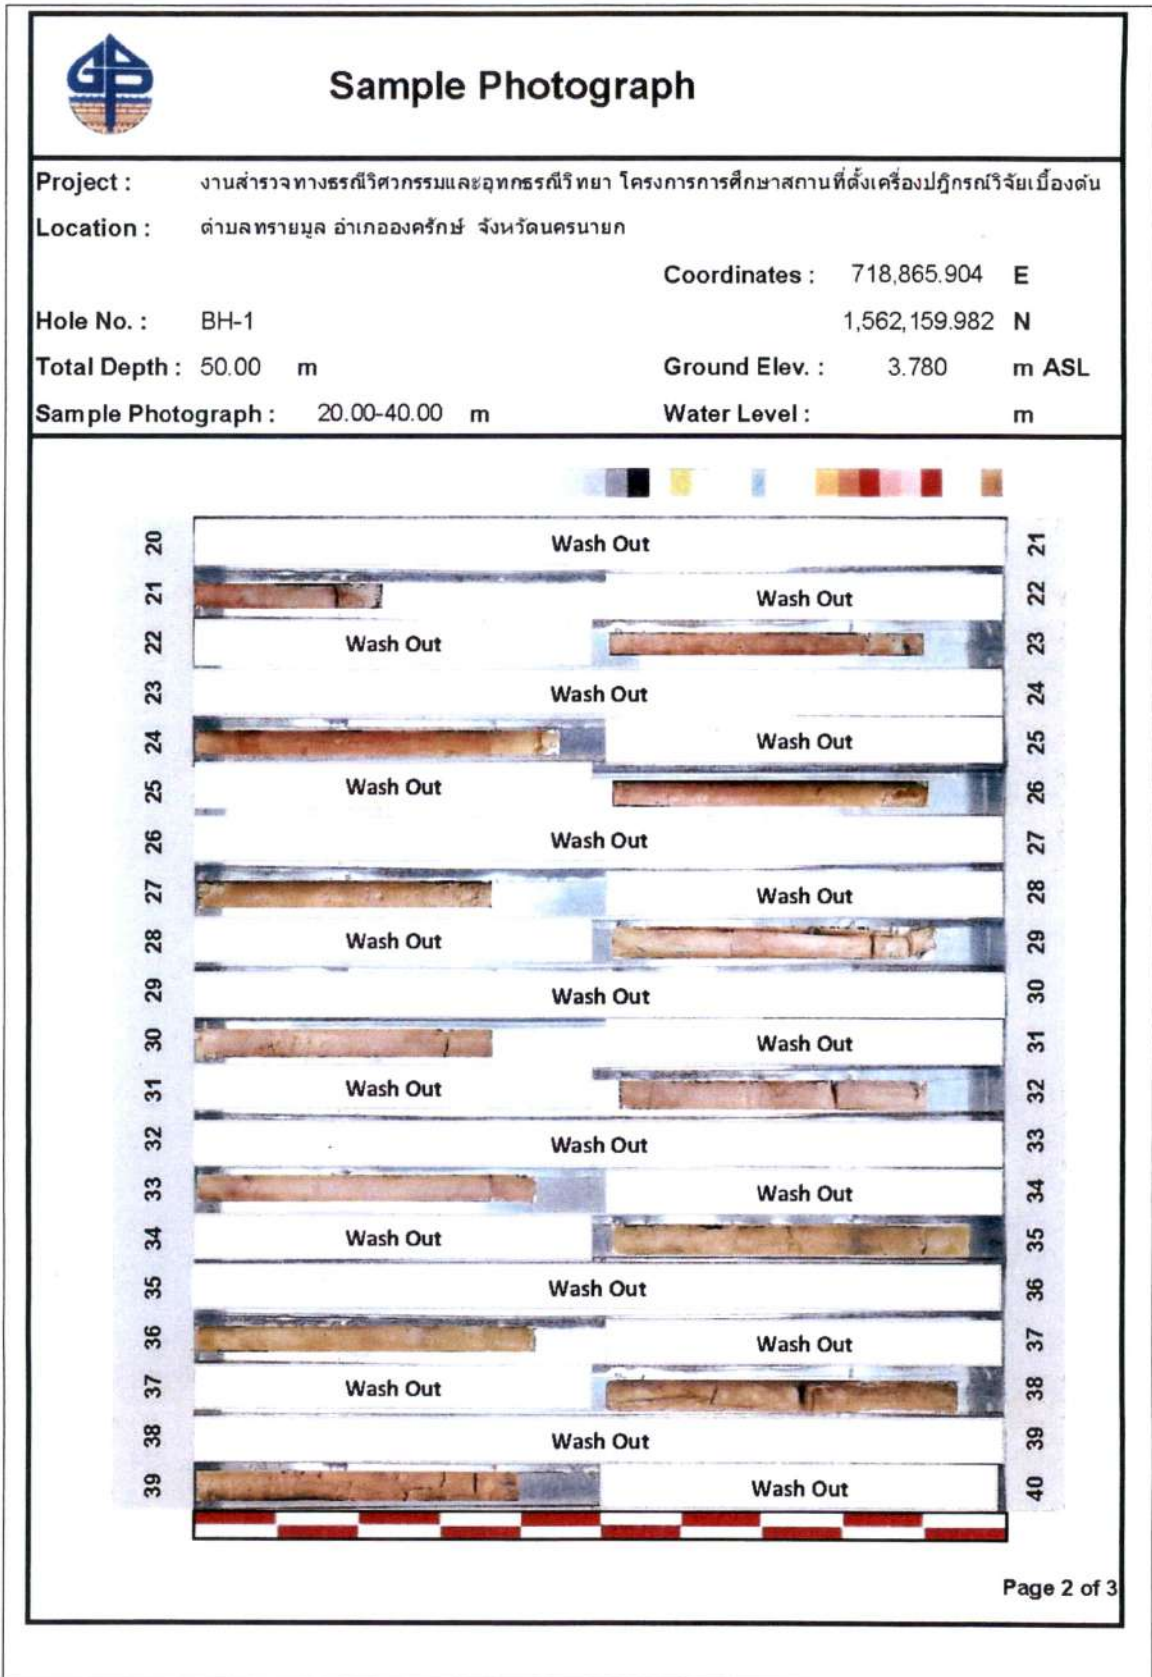 GDP
Sample Photograph
Project : งานสำรวจทางธรณีวิศวกรรมและอุทกธรณีวิทยา โครงการการศึกษาสถานที่ตั้งเครื่องปฏิกรณ์วิจัยเบื้องต้น
Location : ตำบลทรายมูล อำเภอองครักษ์ จังหวัดนครนายก
Coordinates : 718,865.904 E
Hole No. : BH-1 1,562,159.982 N
Total Depth : 50.00 m Ground Elev. : 3.780 m ASL
Sample Photograph : 20.00-40.00 m Water Level : m
20 Wash Out 21
21 Wash Out 22
22 Wash Out 23
23 Wash Out 24
24 Wash Out 25
25 Wash Out 26
26 Wash Out 27
27 Wash Out 28
28 Wash Out 29
29 Wash Out 30
30 Wash Out 31
31 Wash Out 32
32 Wash Out 33
33 Wash Out 34
34 Wash Out 35
35 Wash Out 36
36 Wash Out 37
37 Wash Out 38
38 Wash Out 39
39 Wash Out 40
Page 2 of 3